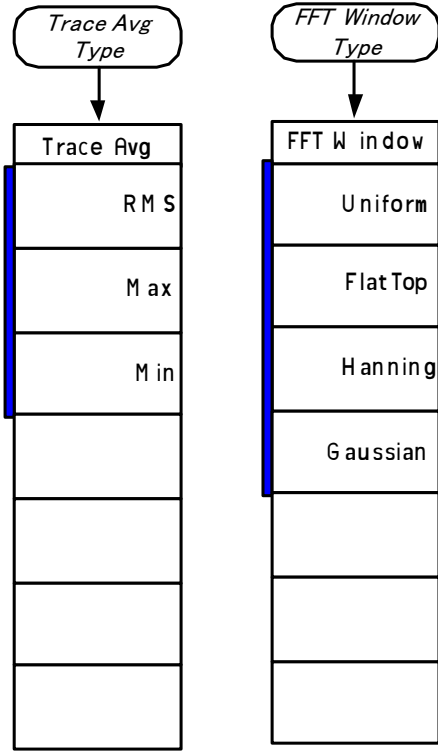 Trace Avg
Type
Trace Avg
RMS
Max
Min
FFT Window
Type
FFT Window
Uniform
FlatTop
Hanning
Gaussian